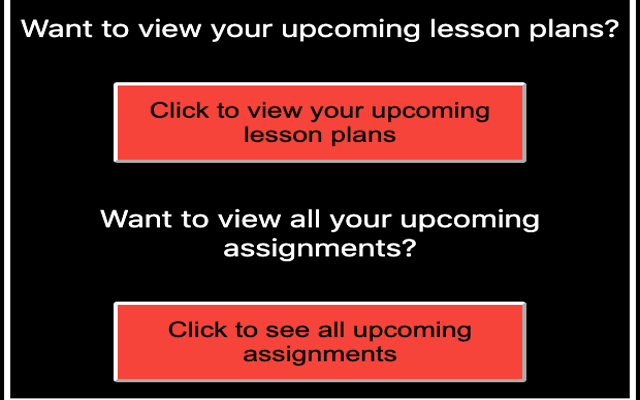 Want to view your upcoming lesson plans?
Click to view your upcoming
lesson plans
Want to view all your upcoming
assignments?
Click to see all upcoming
assignments